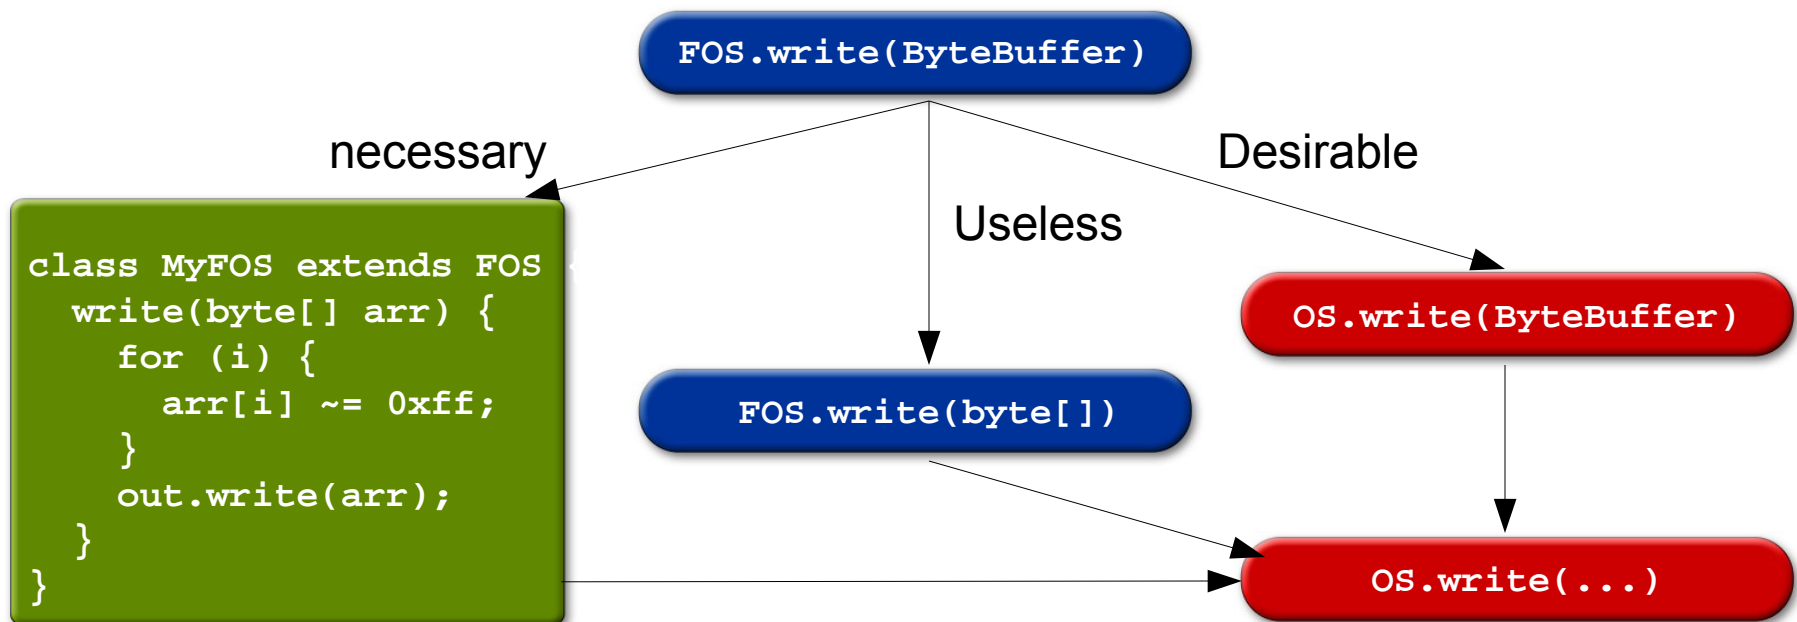 FOS.write(ByteBuffer)
necessary
Desirable
Useless
class MyFOS extends FOS {
write(byte[] arr) {
for (i) {
arr[i] ~= 0xff;
}
out.write(arr);
}
}
OS.write(ByteBuffer)
FOS.write(byte[])
OS.write(...)